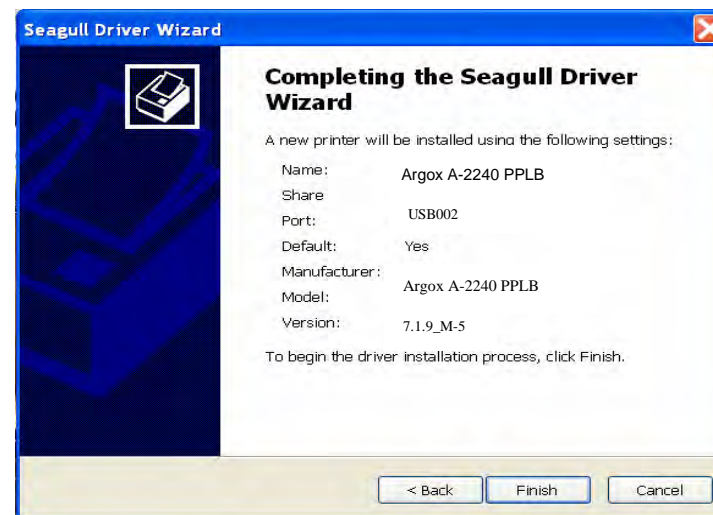 Seagull Driver Wizard
Completing the Seagull Driver
Wizard
A new printer will be installed using the following settings:
Name: Argox A-2240 PPLB
Share
Port: USB002
Default: Yes
Manufacturer:
Model: Argox A-2240 PPLB
Version: 7.1.9_M-5
To begin the driver installation process, click Finish.
< Back Finish Cancel